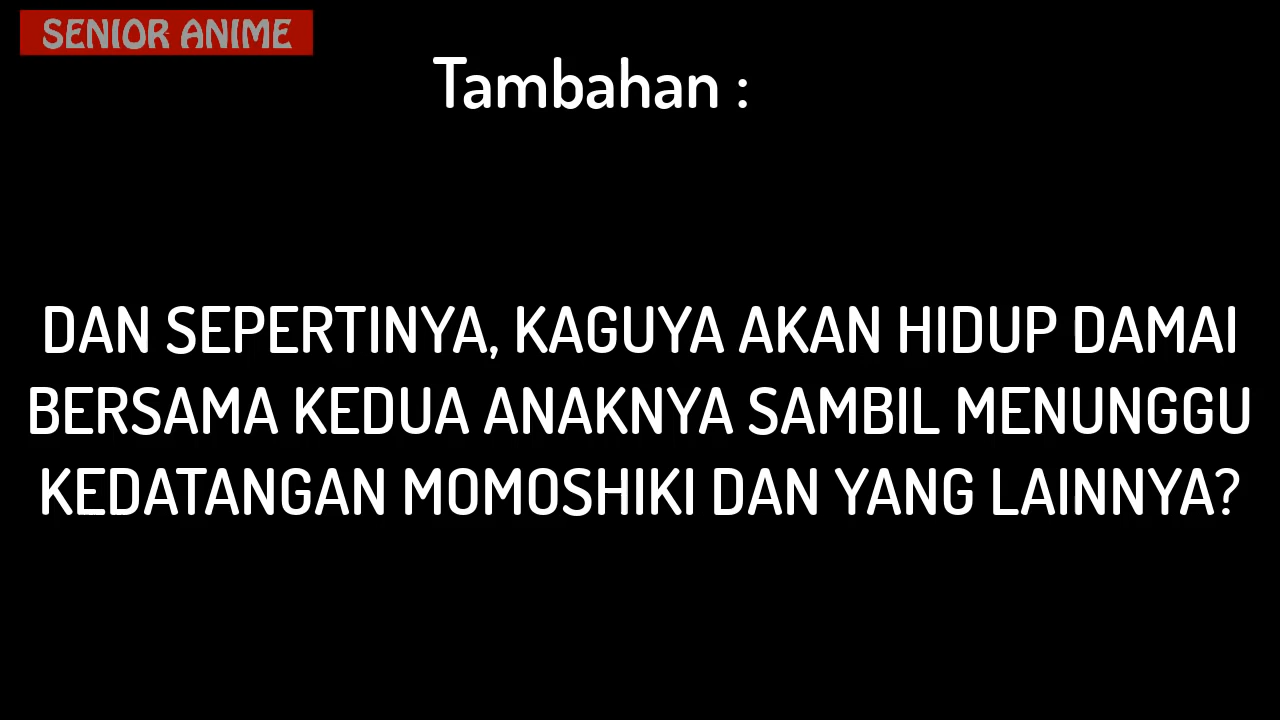 SENIOR ANIME
Tambahan :
DAN SEPERTINYA, KAGUYA AKAN HIDUP DAMAI
BERSAMA KEDUA ANAKNYA SAMBIL MENUNGGU
KEDATANGAN MOMOSHIKI DAN YANG LAINNYA?